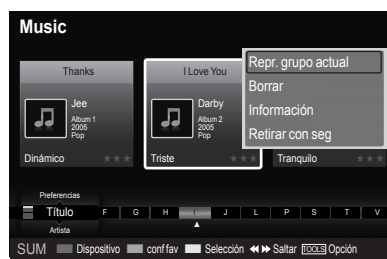 Music
Thanks
I Love You
Repr. grupo actual
Borrar
Información
Retirar con seg
Jee
Album 1
2005
Pop
Darby
Album 2
2005
Pop
Dinámico
Triste
Tranquilo
Preferencias
Título F G H I J L P S T V
Artista
SUM Dispositivo conf fav Selección Saltar TOOLS Opción